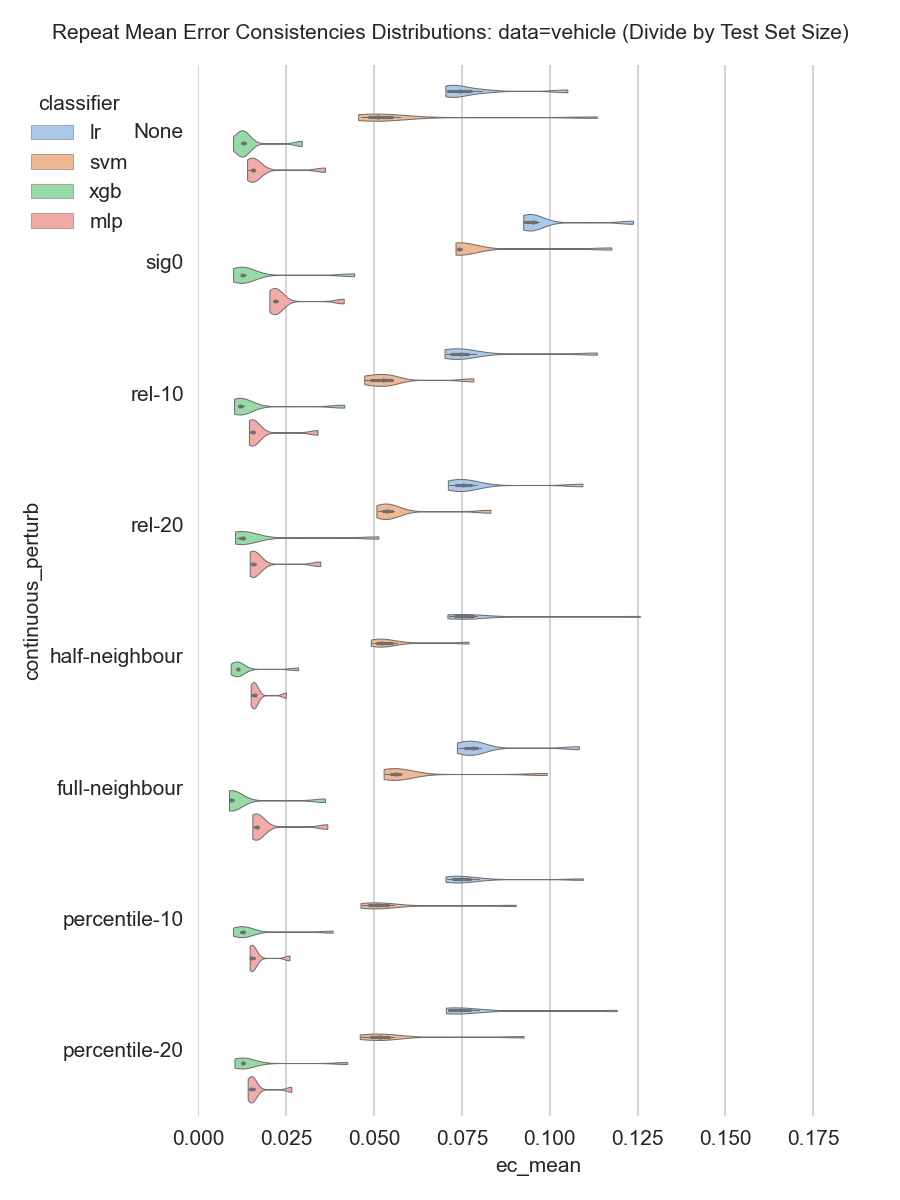 Repeat Mean Error Consistencies Distributions: data=vehicle (Divide by Test Set Size)
classifier
lr
svm
xgb
mlp
None
sig0
rel-10
rel-20
half-neighbour
full-neighbour
percentile-10
percentile-20
continuous_perturb
0.000 0.025 0.050 0.075 0.100 0.125 0.150 0.175
ec_mean